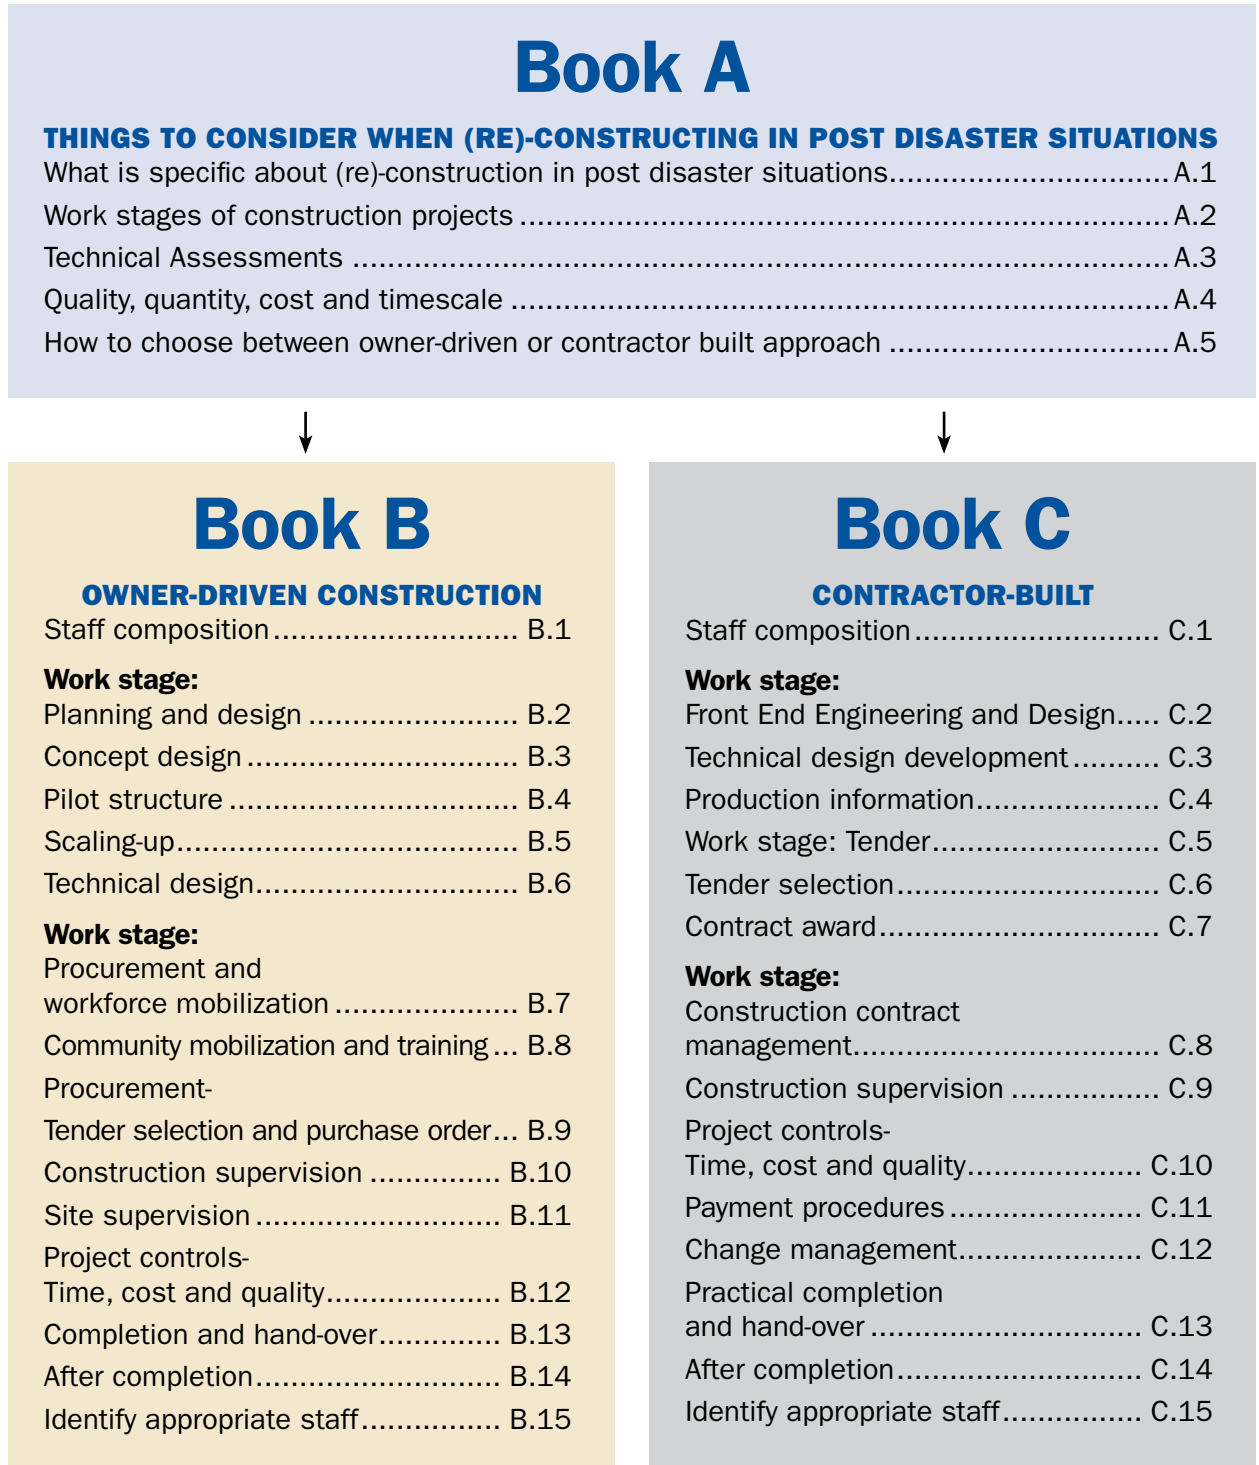 Book A
THINGS TO CONSIDER WHEN (RE)-CONSTRUCTING IN POST DISASTER SITUATIONS
What is specific about (re)-construction in post disaster situations................................ A.1
Work stages of construction projects .......................................................................... A.2
Technical Assessments ............................................................................................. A.3
Quality, quantity, cost and timescale ........................................................................... A.4
How to choose between owner-driven or contractor built approach ................................ A.5
Book B
OWNER-DRIVEN CONSTRUCTION
Staff composition............................ B.1
Work stage:
Planning and design ........................ B.2
Concept design ............................... B.3
Pilot structure ................................. B.4
Scaling-up....................................... B.5
Technical design.............................. B.6
Work stage:
Procurement and
workforce mobilization ..................... B.7
Community mobilization and training ... B.8
Procurement-
Tender selection and purchase order... B.9
Construction supervision ............... B.10
Site supervision ............................ B.11
Project controls-
Time, cost and quality.................... B.12
Completion and hand-over.............. B.13
After completion............................ B.14
Identify appropriate staff................ B.15
Book C
CONTRACTOR-BUILT
Staff composition............................ C.1
Work stage:
Front End Engineering and Design..... C.2
Technical design development .......... C.3
Production information..................... C.4
Work stage: Tender.......................... C.5
Tender selection.............................. C.6
Contract award................................ C.7
Work stage:
Construction contract
management................................... C.8
Construction supervision ................. C.9
Project controls-
Time, cost and quality.................... C.10
Payment procedures ...................... C.11
Change management..................... C.12
Practical completion
and hand-over ............................... C.13
After completion............................ C.14
Identify appropriate staff................ C.15